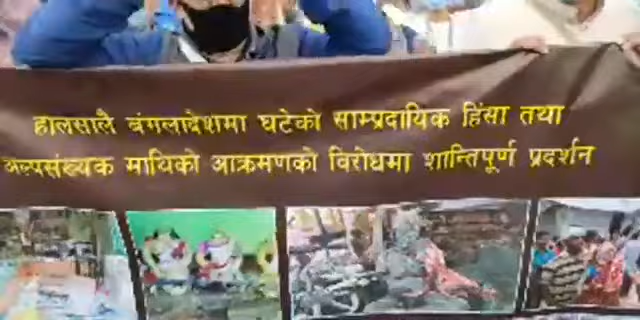 हालसालै बंगलादेशमा घटेको साम्प्रदायिक हिंसा तथा
अल्पसंख्यक माथिको आक्रमणको विरोधमा शान्तिपूर्ण प्रदर्शन